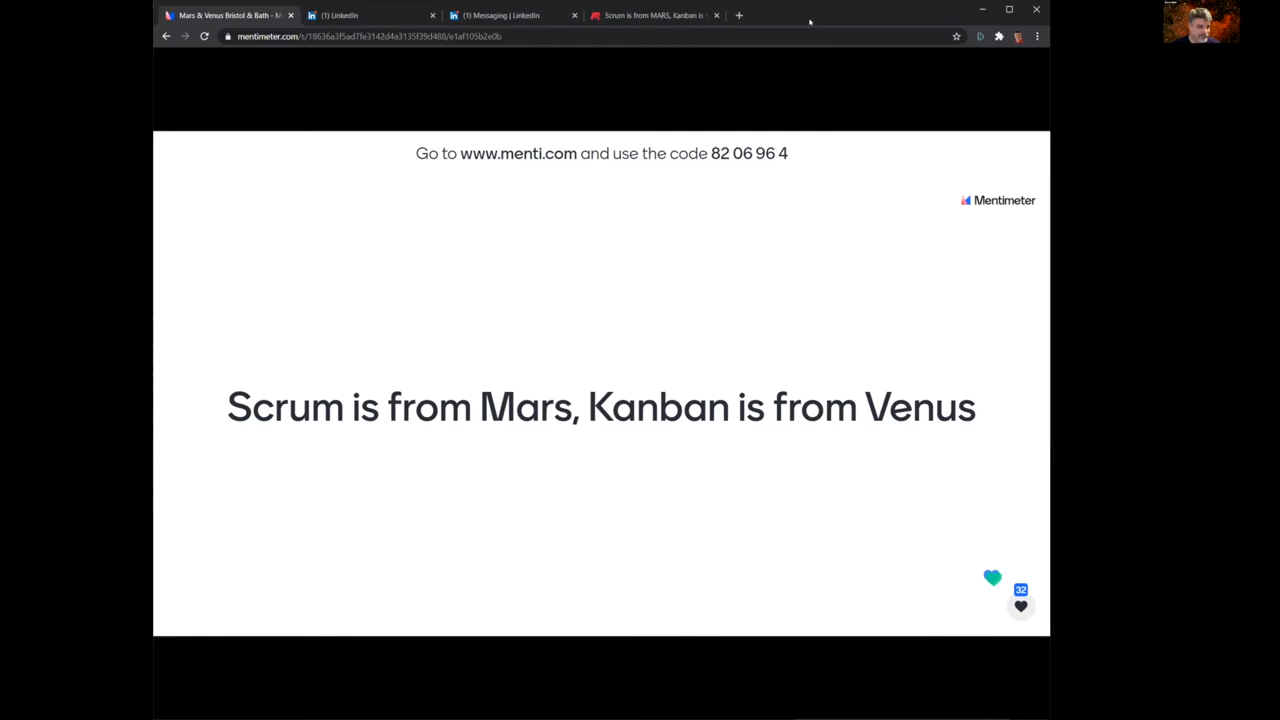 Mars & Venus Bristol & Bath - M
(1) LinkedIn
(1) Messaging | LinkedIn
Scrum is from MARS, Kanban is
mentimeter.com/s/18636a3f5ad7fe3142d4a3135f39d488/e1af105b2e0b
Go to www.menti.com and use the code 82 06 96 4
Mentimeter
Scrum is from Mars, Kanban is from Venus
32